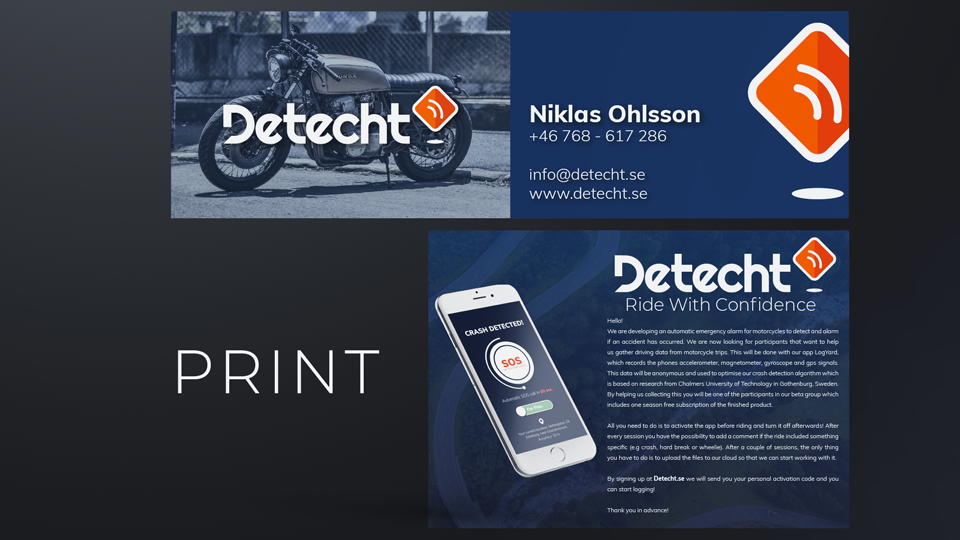 Detecht
Niklas Ohlsson
+46 768 - 617 286
info@detecht.se
www.detecht.se
PRINT
CRASH DETECTED!
SOS
Automatic SOS call in
Detecht
Ride With Confidence
Hello!
We are developing an automatic emergency alarm for motorcycles to detect and alarm
if an accident has occurred. We are now looking for participants that want to help
us gather driving data from motorcycle trips. This will be done with our app LogYard,
which records the phones accelerometer, magnetometer, gyroscope and gps signals.
This data will be anonymous and used to optimise our crash detection algorithm which
is based on research from Chalmers University of Technology in Gothenburg, Sweden.
By helping us collecting this you will be one of the participants in our beta group which
includes one season free subscription of the finished product.
All you need to do is to activate the app before riding and turn it off afterwards! After
every session you have the possibility to add a comment if the ride included something
specific (e.g crash, hard break or wheelie). After a couple of sessions, the only thing
you have to do is to upload the files to our cloud so that we can start working with it.
By signing up at Detecht.se we will send you your personal activation code and you
can start logging!
Thank you in advance!